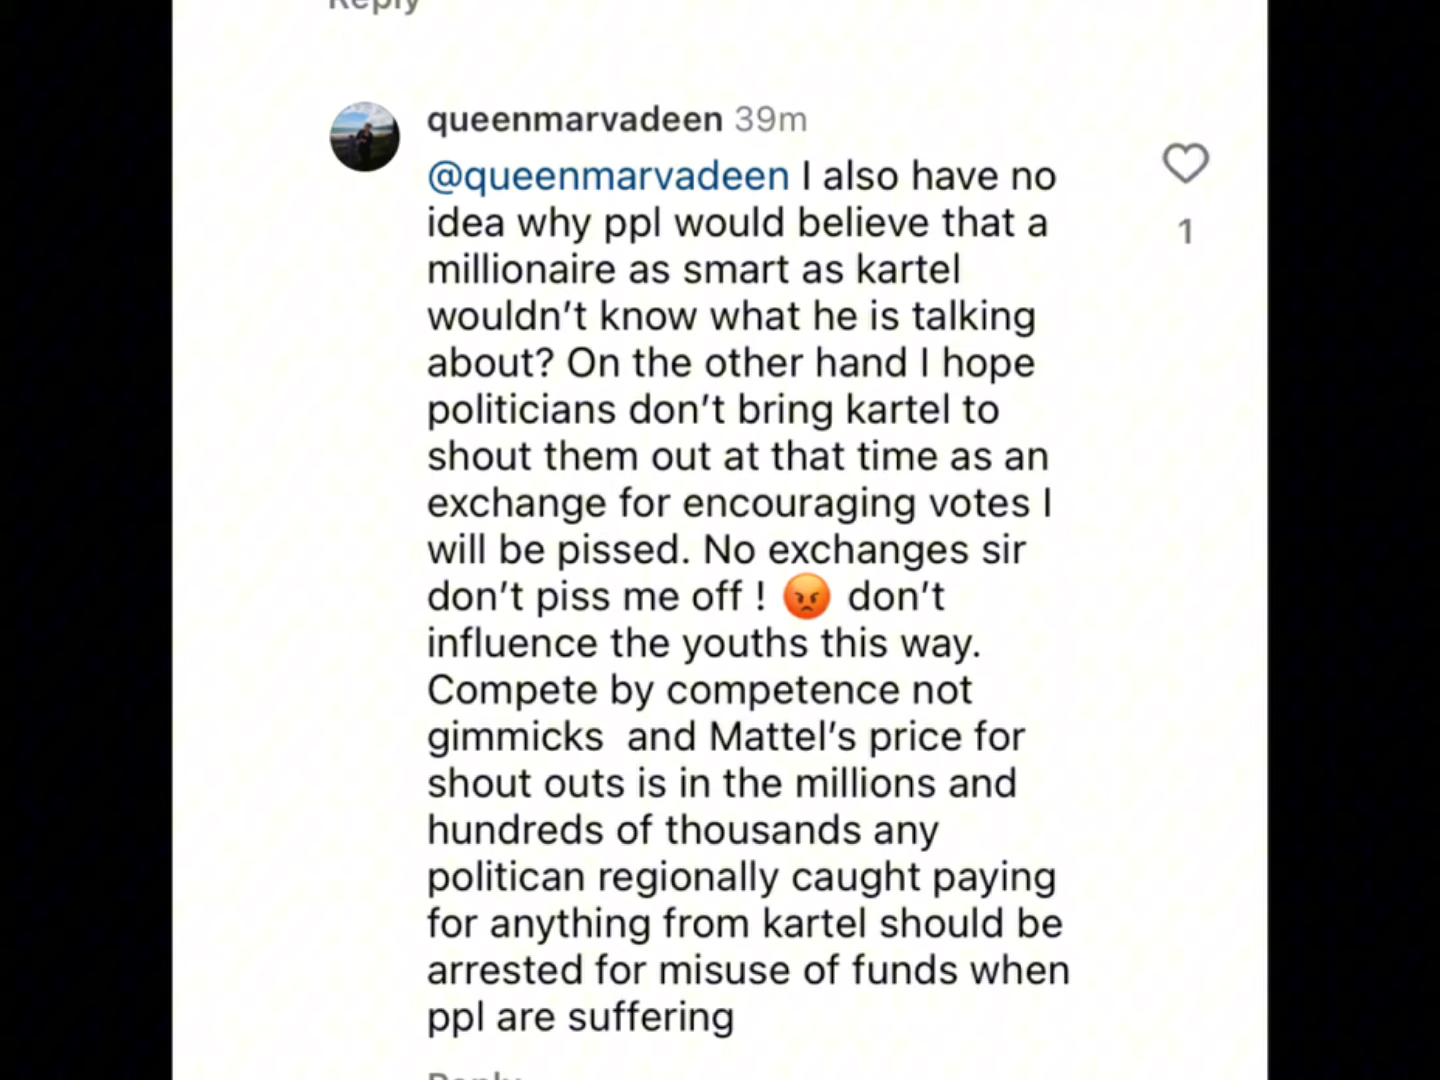 Reply
queenmarvadeen 39m
@queenmarvadeen I also have no
idea why ppl would believe that a
millionaire as smart as kartel
wouldn’t know what he is talking
about? On the other hand I hope
politicians don’t bring kartel to
shout them out at that time as an
exchange for encouraging votes I
will be pissed. No exchanges sir
don’t piss me off ! 😡 don’t
influence the youths this way.
Compete by competence not
gimmicks  and Mattel’s price for
shout outs is in the millions and
hundreds of thousands any
politican regionally caught paying
for anything from kartel should be
arrested for misuse of funds when
ppl are suffering
1
Reply